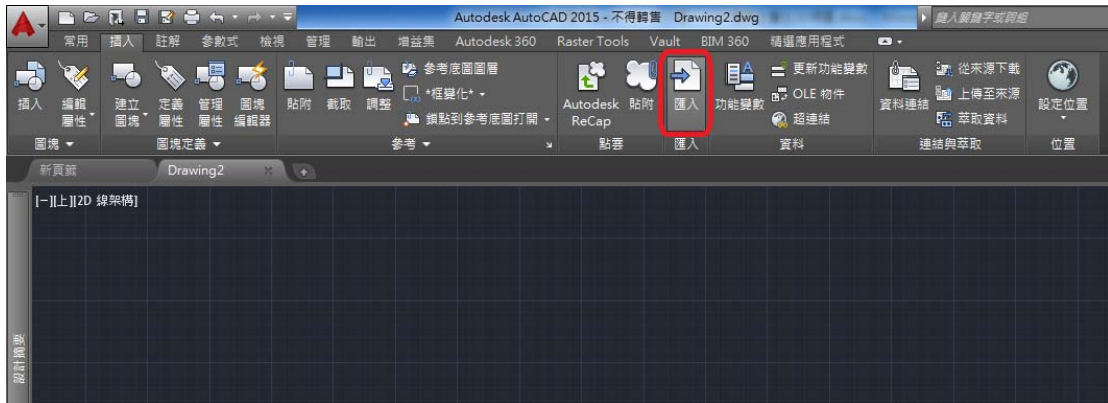 Autodesk AutoCAD 2015 - 不得轉售 Drawing2.dwg
鍵入關鍵字或詞組
常用 插入 註解 參數式 檢視 管理 輸出 增益集 Autodesk 360 Raster Tools Vault BIM 360 精選應用程式
插入
編輯
屬性
建立
圖塊
定義
屬性
管理
屬性
圖塊
編輯器
貼附
截取
調整
參考底圖圖層
*框變化*
鎖點到參考底圖打開
Autodesk
ReCap
貼附
匯入
功能變數
更新功能變數
OLE 物件
超連結
資料連結
從來源下載
上傳至來源
萃取資料
設定位置
圖塊 圖塊定義 參考 點雲 匯入 資料 連結與萃取 位置
新頁籤 Drawing2
[−][上][2D 線架構]
設計摘要